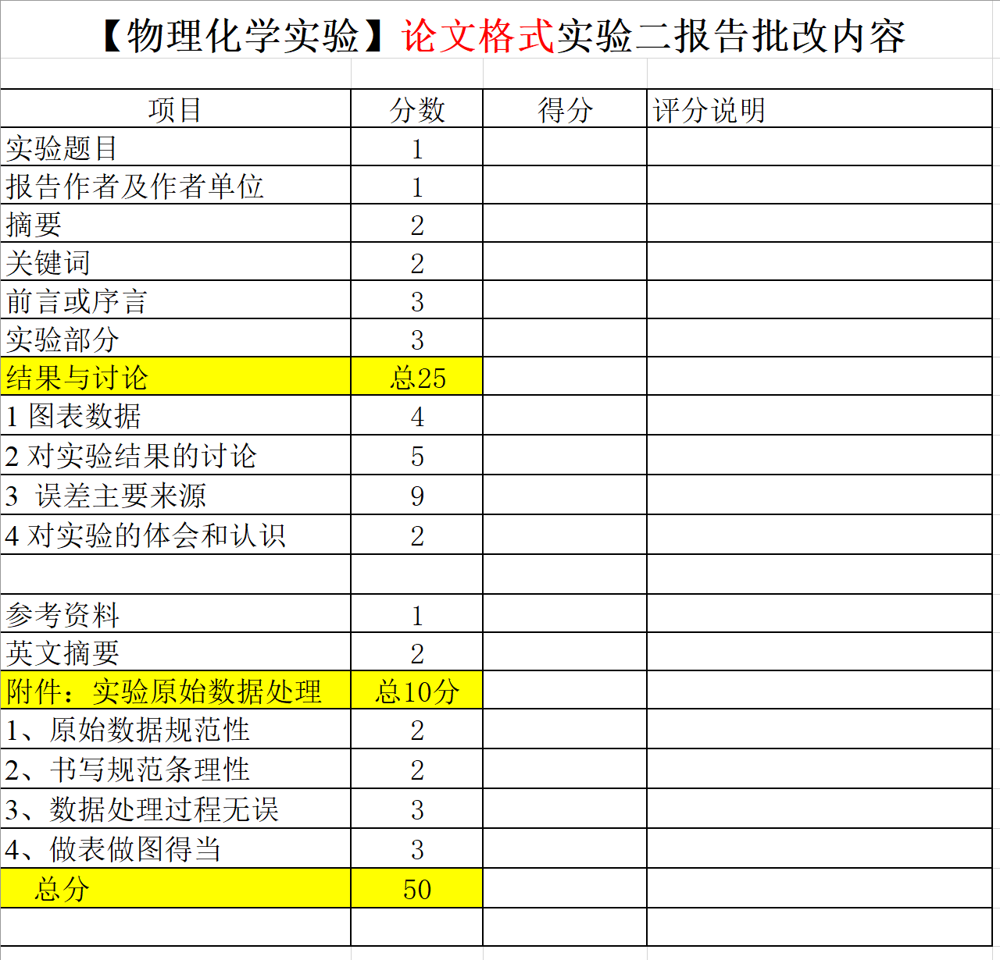 【物理化学实验】论文格式实验二报告批改内容
项目 分数 得分 评分说明
实验题目 1
报告作者及作者单位 1
摘要 2
关键词 2
前言或序言 3
实验部分 3
结果与讨论 总25
1 图表数据 4
2 对实验结果的讨论 5
3 误差主要来源 9
4 对实验的体会和认识 2
参考资料 1
英文摘要 2
附件：实验原始数据处理 总10分
1、原始数据规范性 2
2、书写规范条理性 2
3、数据处理过程无误 3
4、做表做图得当 3
总分 50